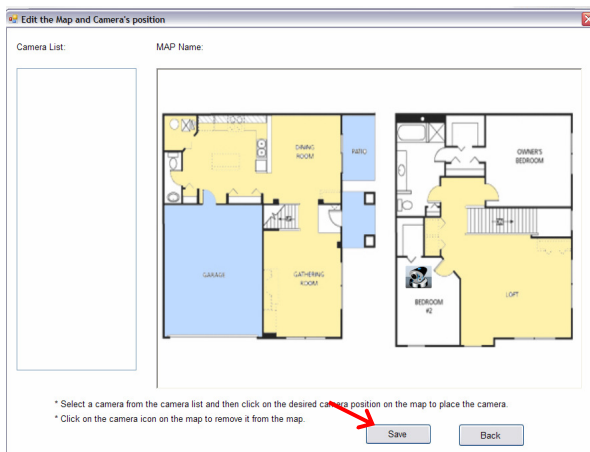 Edit the Map and Camera's position
Camera List:
MAP Name:
DINING
ROOM
PATIO
OWNER'S
BEDROOM
GARAGE
GATHERING
ROOM
BEDROOM
#2
LOFT
* Select a camera from the camera list and then click on the desired camera position on the map to place the camera.
* Click on the camera icon on the map to remove it from the map.
Save
Back